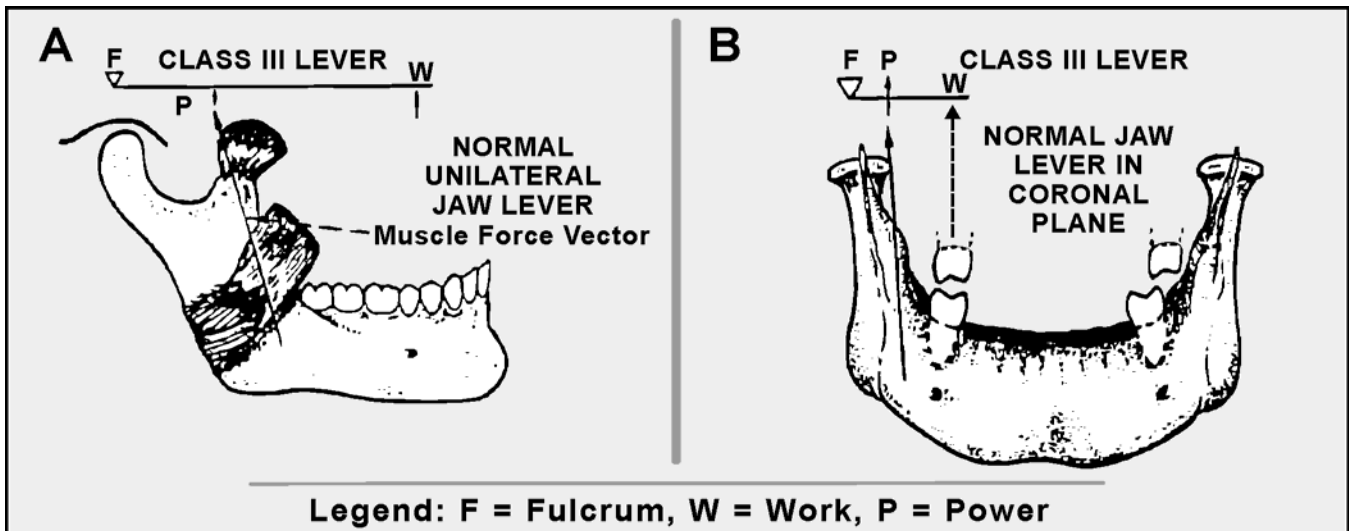 A
F
CLASS III LEVER
W
P
NORMAL
UNILATERAL
JAW LEVER
Muscle Force Vector
B
F P
CLASS III LEVER
W
NORMAL JAW
LEVER IN
CORONAL
PLANE
Legend: F = Fulcrum, W = Work, P = Power